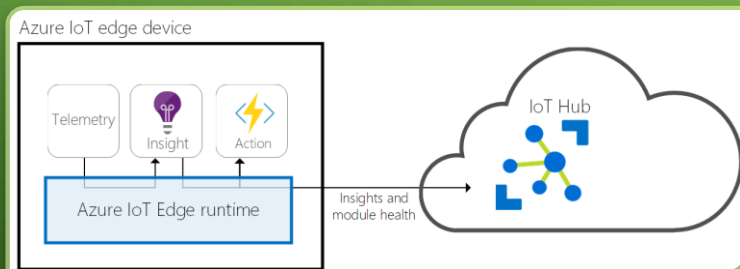 Azure IoT edge device
Telemetry
Insight
Action
Azure IoT Edge runtime
Insights and
module health
IoT Hub